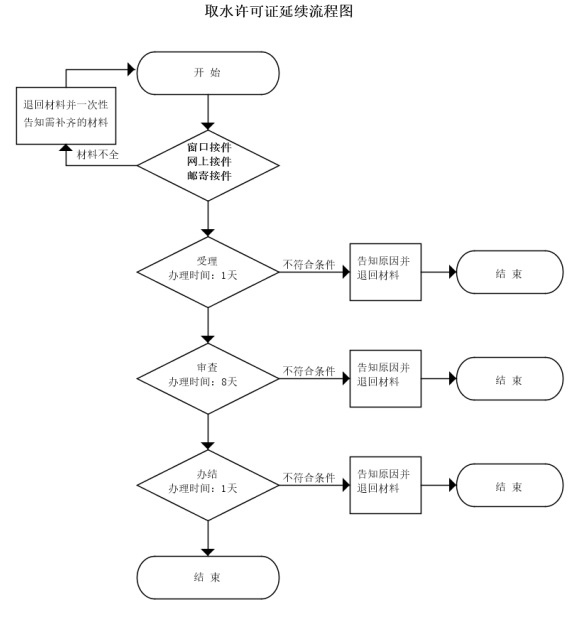 取水许可证延续流程图
开 始
退回材料并一次性
告知需补齐的材料
材料不全
窗口接件
网上接件
邮寄接件
受理
办理时间：1天
不符合条件
告知原因并
退回材料
结 束
审查
办理时间：8天
不符合条件
告知原因并
退回材料
结 束
办结
办理时间：1天
不符合条件
告知原因并
退回材料
结 束
结 束